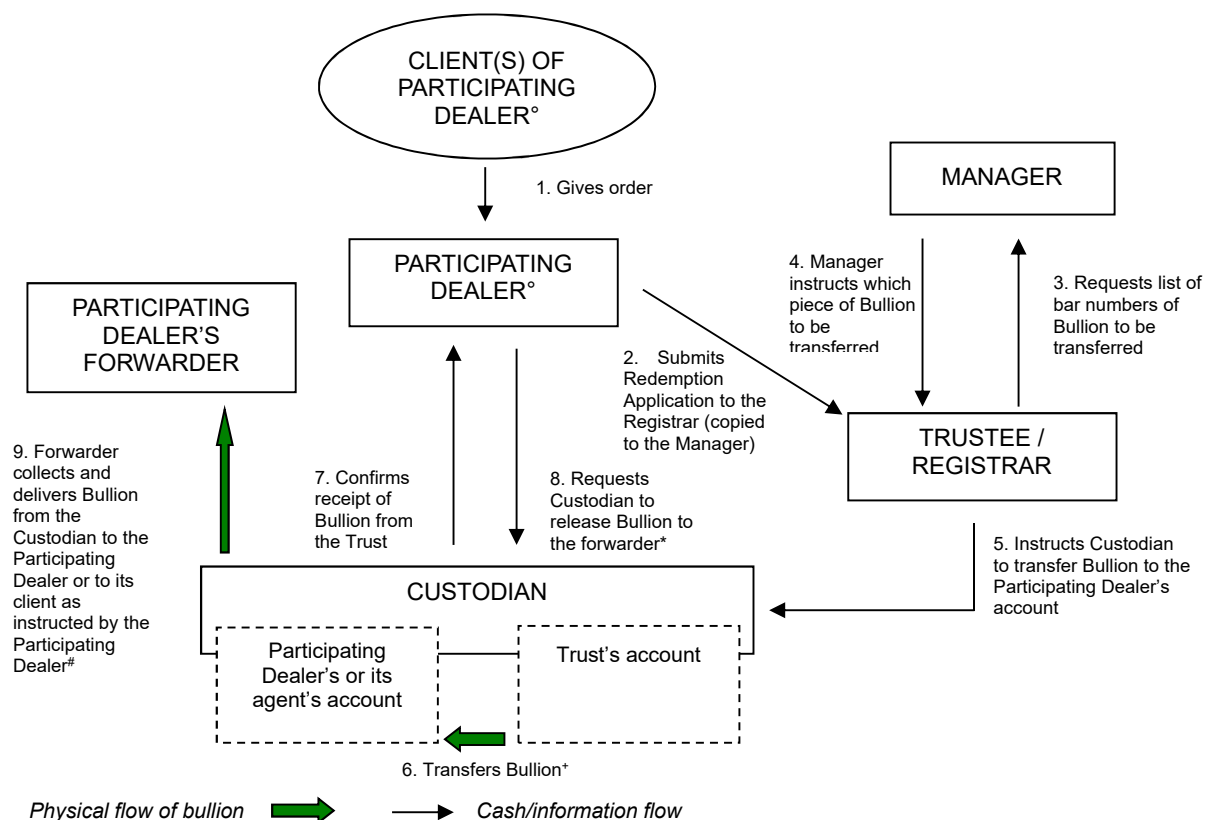 CLIENT(S) OF
PARTICIPATING
DEALER°
1. Gives order
MANAGER
PARTICIPATING
DEALER°
4. Manager
instructs which
piece of Bullion
to be
transferred
3. Requests list of
bar numbers of
Bullion to be
transferred
PARTICIPATING
DEALER'S
FORWARDER
2. Submits
Redemption
Application to the
Registrar (copied
to the Manager)
TRUSTEE /
REGISTRAR
9. Forwarder
collects and
delivers Bullion
from the
Custodian to the
Participating
Dealer or to its
client as
instructed by the
Participating
Dealer#
7. Confirms
receipt of
Bullion from
the Trust
8. Requests
Custodian to
release Bullion to
the forwarder*
5. Instructs Custodian
to transfer Bullion to the
Participating Dealer's
account
CUSTODIAN
Participating
Dealer's or its
agent's account
Trust's account
6. Transfers Bullion+
Physical flow of bullion
Cash/information flow